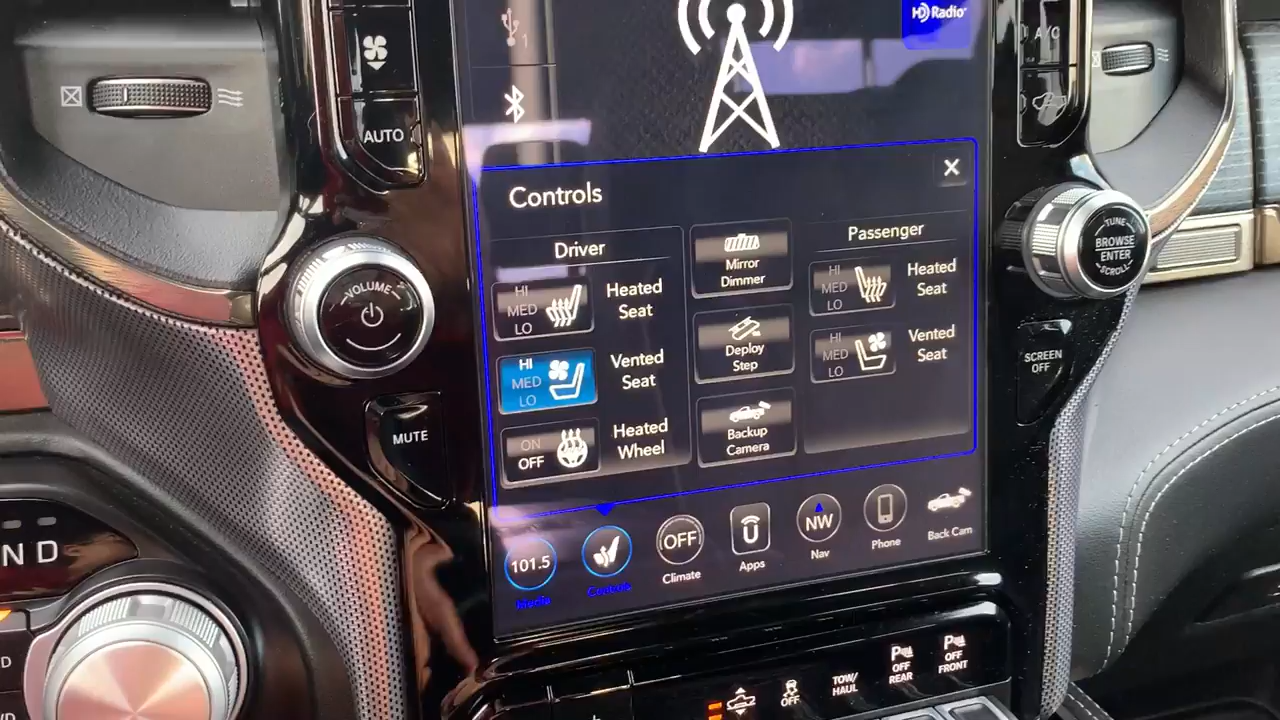 1
HD Radio
A/C
AUTO
Controls
Driver
HI
MED
LO
Heated
Seat
HI
MED
LO
Vented
Seat
ON
OFF
Heated
Wheel
Mirror
Dimmer
Deploy
Step
Backup
Camera
Passenger
HI
MED
LO
Heated
Seat
HI
MED
LO
Vented
Seat
VOLUME
MUTE
TUNE
BROWSE
ENTER
SCROLL
SCREEN
OFF
101.5
Media
Controls
OFF
Climate
U
Apps
NW
Nav
Phone
Back Cam
N D
OFF
TOW/
HAUL
P
OFF
REAR
P
OFF
FRONT